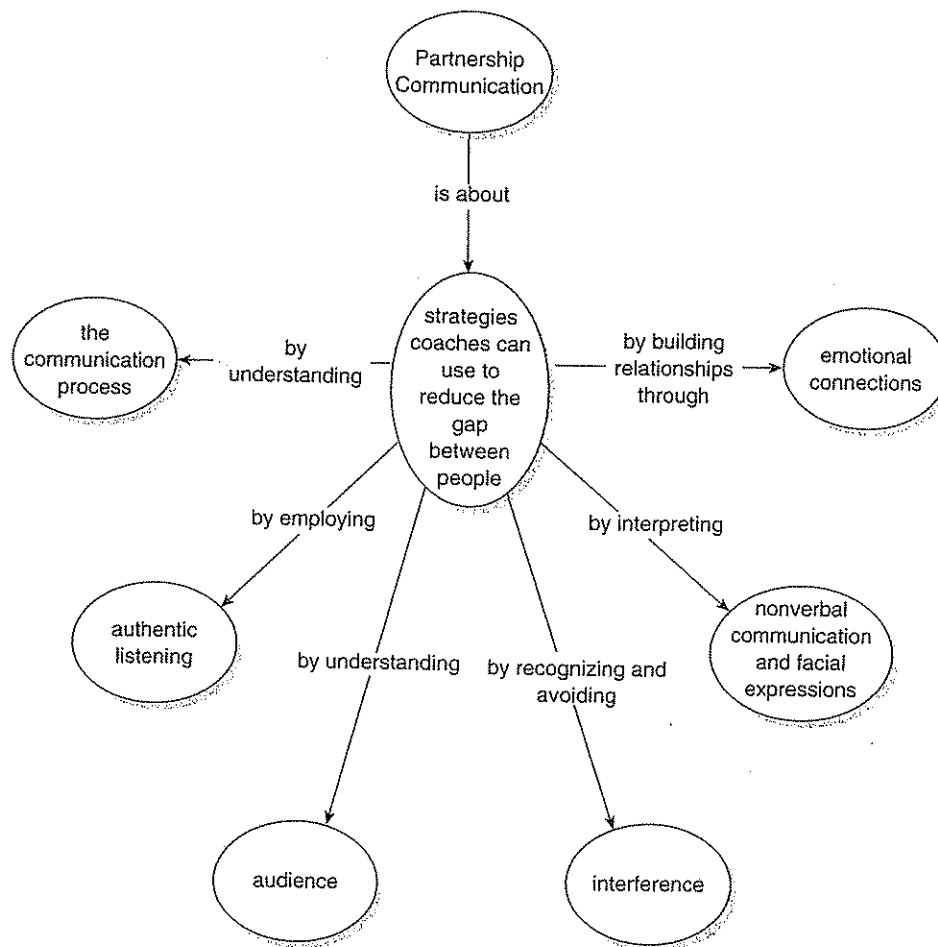 Partnership
Communication
is about
strategies
coaches can
use to
reduce the
gap
between
people
the
communication
process
by
understanding
by building
relationships
through
emotional
connections
by employing
authentic
listening
by interpreting
nonverbal
communication
and facial
expressions
by understanding
audience
by recognizing and
avoiding
interference